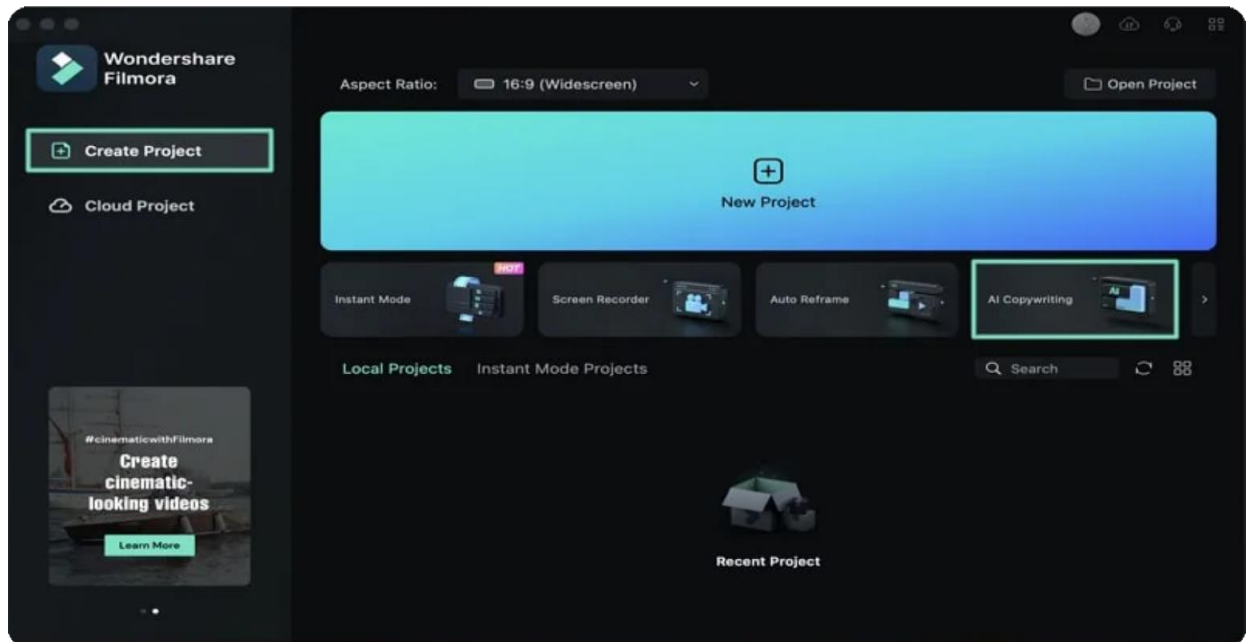 Wondershare
Filmora
Aspect Ratio:
16:9 (Widescreen)
Open Project
Create Project
Cloud Project
New Project
HOT
Instant Mode
Screen Recorder
Auto Reframe
AI Copywriting
AI
Local Projects
Instant Mode Projects
Search
#cinematicwithFilmora
Create
cinematic-
looking videos
Learn More
Recent Project